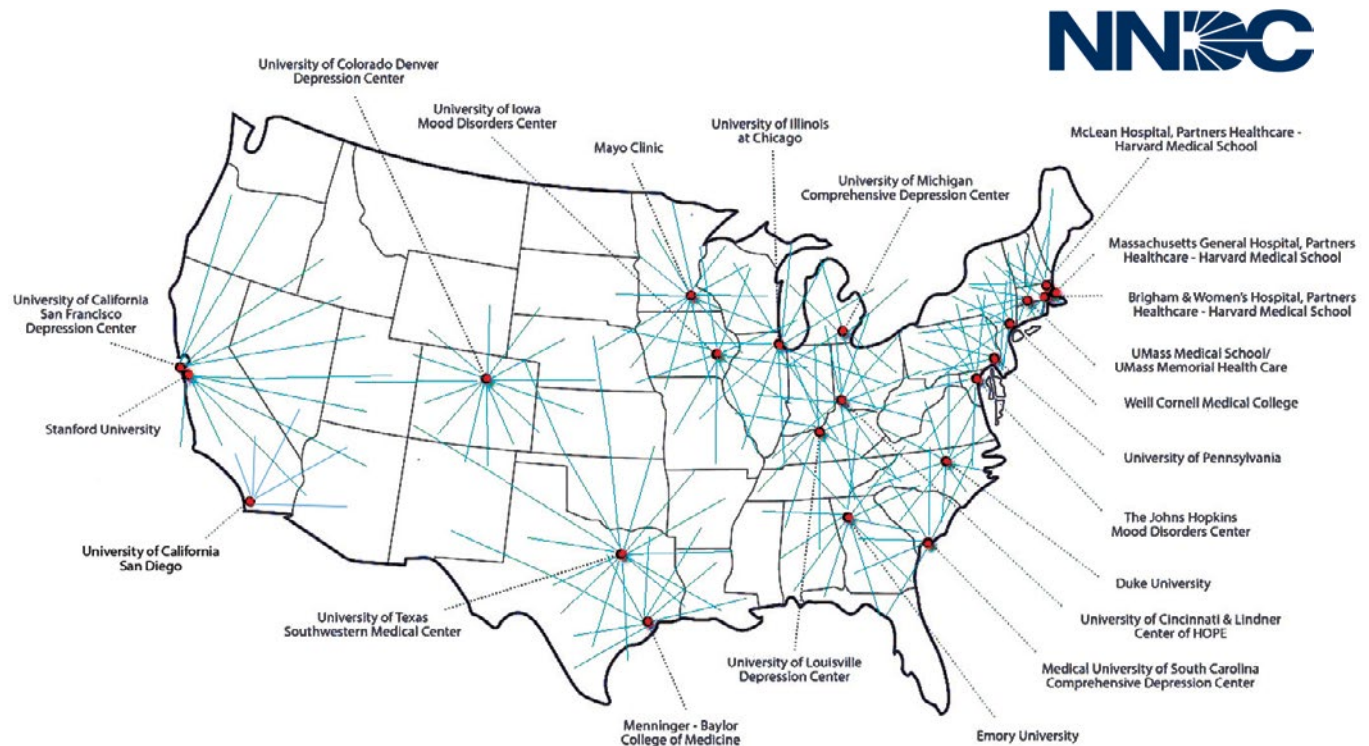 NNDC
University of Colorado Denver
Depression Center
University of Iowa
Mood Disorders Center
Mayo Clinic
University of Illinois
at Chicago
University of Michigan
Comprehensive Depression Center
McLean Hospital, Partners Healthcare -
Harvard Medical School
Massachusetts General Hospital, Partners
Healthcare - Harvard Medical School
Brigham & Women's Hospital, Partners
Healthcare - Harvard Medical School
UMass Medical School/
UMass Memorial Health Care
Weill Cornell Medical College
University of Pennsylvania
The Johns Hopkins
Mood Disorders Center
Duke University
University of Cincinnati & Lindner
Center of HOPE
Medical University of South Carolina
Comprehensive Depression Center
Emory University
University of Louisville
Depression Center
Menninger - Baylor
College of Medicine
University of Texas
Southwestern Medical Center
University of California
San Diego
Stanford University
University of California
San Francisco
Depression Center